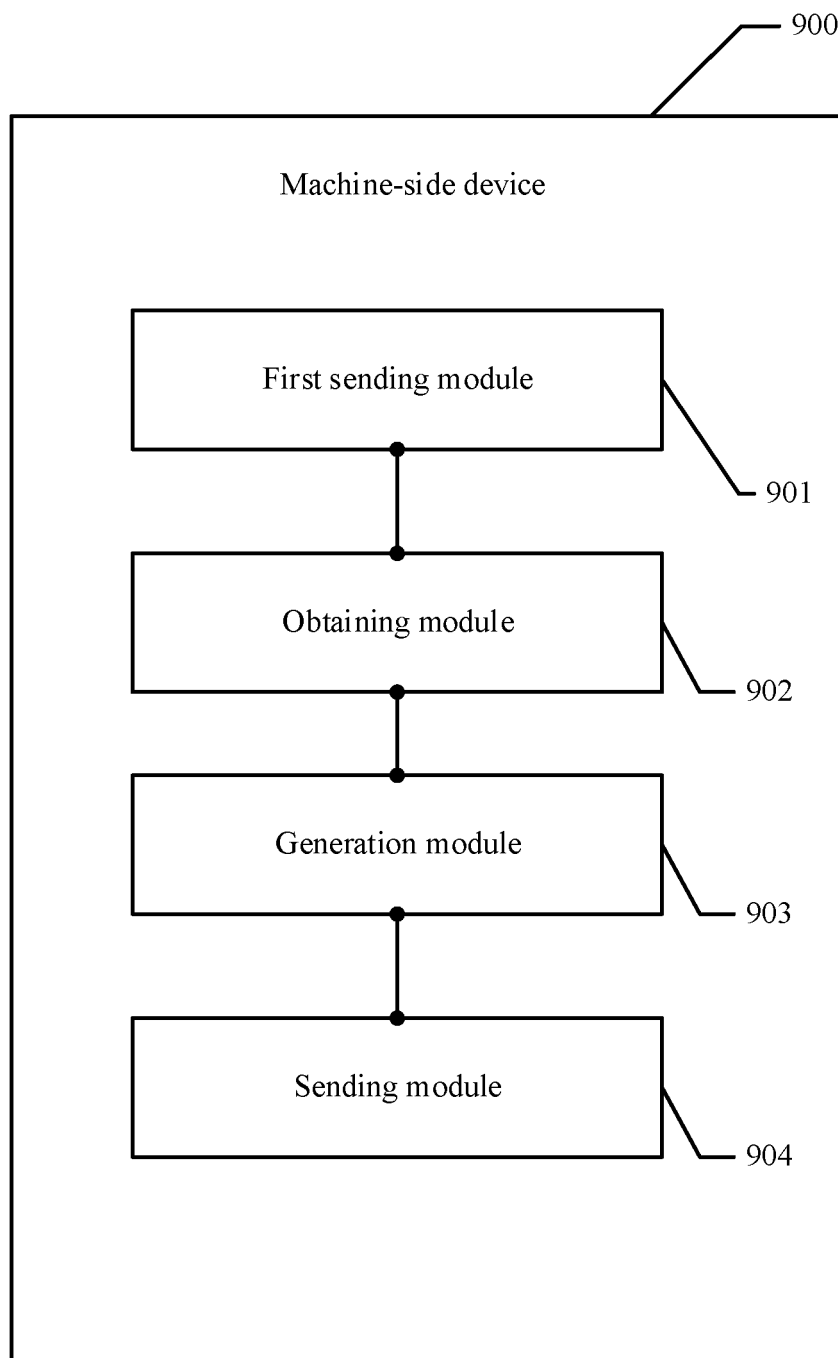 900
Machine-side device
First sending module
901
Obtaining module
902
Generation module
903
Sending module
904